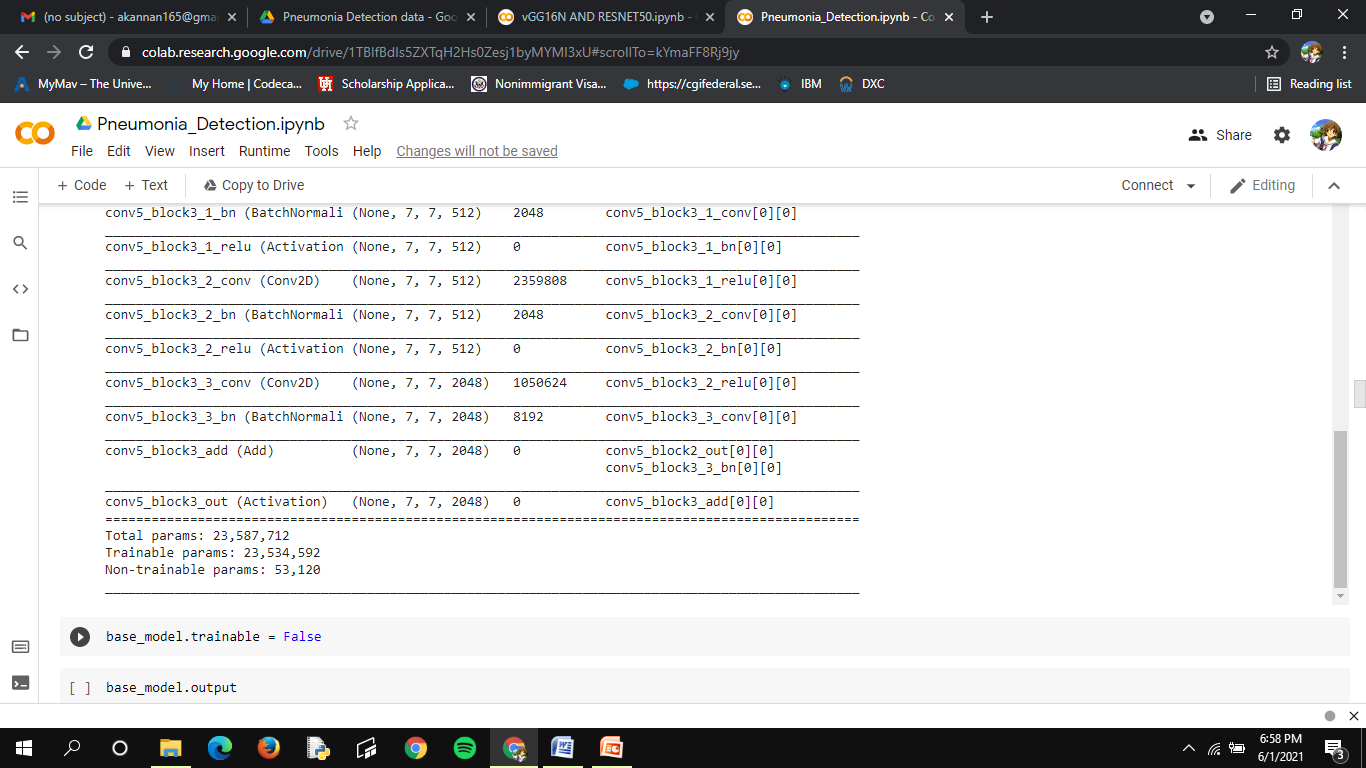 (no subject) - akannan165@gmai
Pneumonia Detection data - Goo
vGG16N AND RESNET50.ipynb -
Pneumonia_Detection.ipynb - Co
colab.research.google.com/drive/1TBlfBdIs5ZXTqH2Hs0Zesj1byMYMI3xU#scrollTo=kYmaFF8Rj9jy
MyMav – The Unive...
My Home | Codeca...
Scholarship Applica...
Nonimmigrant Visa...
https://cgifederal.se...
IBM
DXC
Reading list
Pneumonia_Detection.ipynb
Share
File Edit View Insert Runtime Tools Help Changes will not be saved
+ Code + Text Copy to Drive Connect Editing
conv5_block3_1_bn (BatchNormali (None, 7, 7, 512) 2048 conv5_block3_1_conv[0][0]
conv5_block3_1_relu (Activation (None, 7, 7, 512) 0 conv5_block3_1_bn[0][0]
conv5_block3_2_conv (Conv2D) (None, 7, 7, 512) 2359808 conv5_block3_1_relu[0][0]
conv5_block3_2_bn (BatchNormali (None, 7, 7, 512) 2048 conv5_block3_2_conv[0][0]
conv5_block3_2_relu (Activation (None, 7, 7, 512) 0 conv5_block3_2_bn[0][0]
conv5_block3_3_conv (Conv2D) (None, 7, 7, 2048) 1050624 conv5_block3_2_relu[0][0]
conv5_block3_3_bn (BatchNormali (None, 7, 7, 2048) 8192 conv5_block3_3_conv[0][0]
conv5_block3_add (Add) (None, 7, 7, 2048) 0 conv5_block2_out[0][0]
conv5_block3_3_bn[0][0]
conv5_block3_out (Activation) (None, 7, 7, 2048) 0 conv5_block3_add[0][0]
Total params: 23,587,712
Trainable params: 23,534,592
Non-trainable params: 53,120
base_model.trainable = False
[ ] base_model.output
6:58 PM
6/1/2021
3